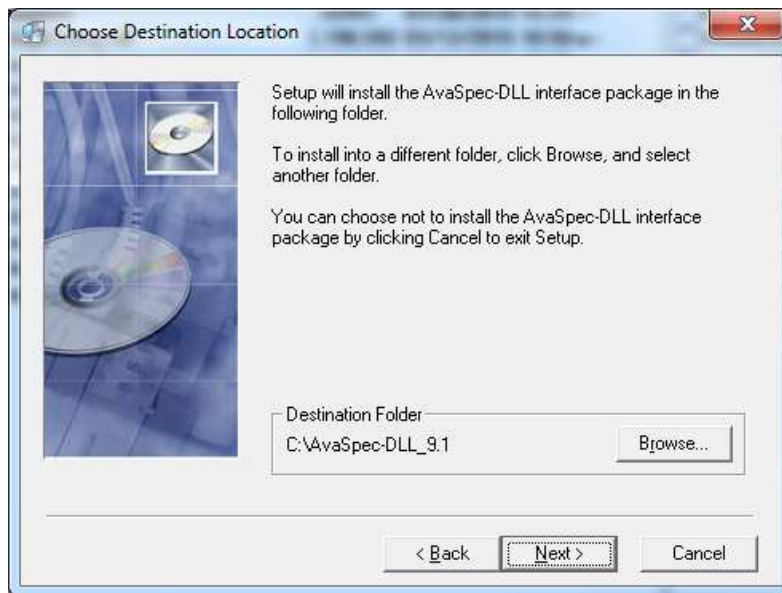 Choose Destination Location
Setup will install the AvaSpec-DLL interface package in the
following folder.
To install into a different folder, click Browse, and select
another folder.
You can choose not to install the AvaSpec-DLL interface
package by clicking Cancel to exit Setup.
Destination Folder
C:\AvaSpec-DLL_9.1
Browse...
< Back
Next >
Cancel